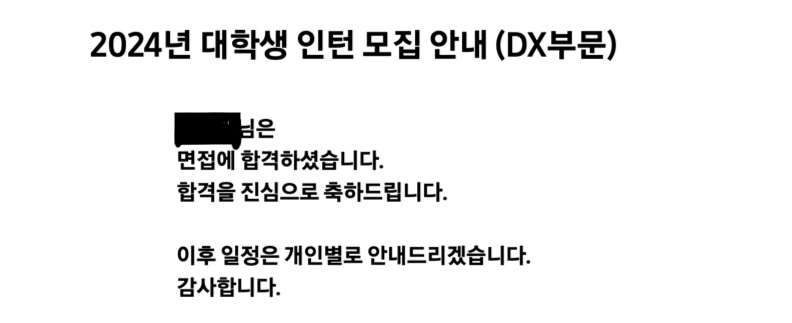 2024년 대학생 인턴 모집 안내 (DX부문)
님은
면접에 합격하셨습니다.
합격을 진심으로 축하드립니다.
이후 일정은 개인별로 안내드리겠습니다.
감사합니다.